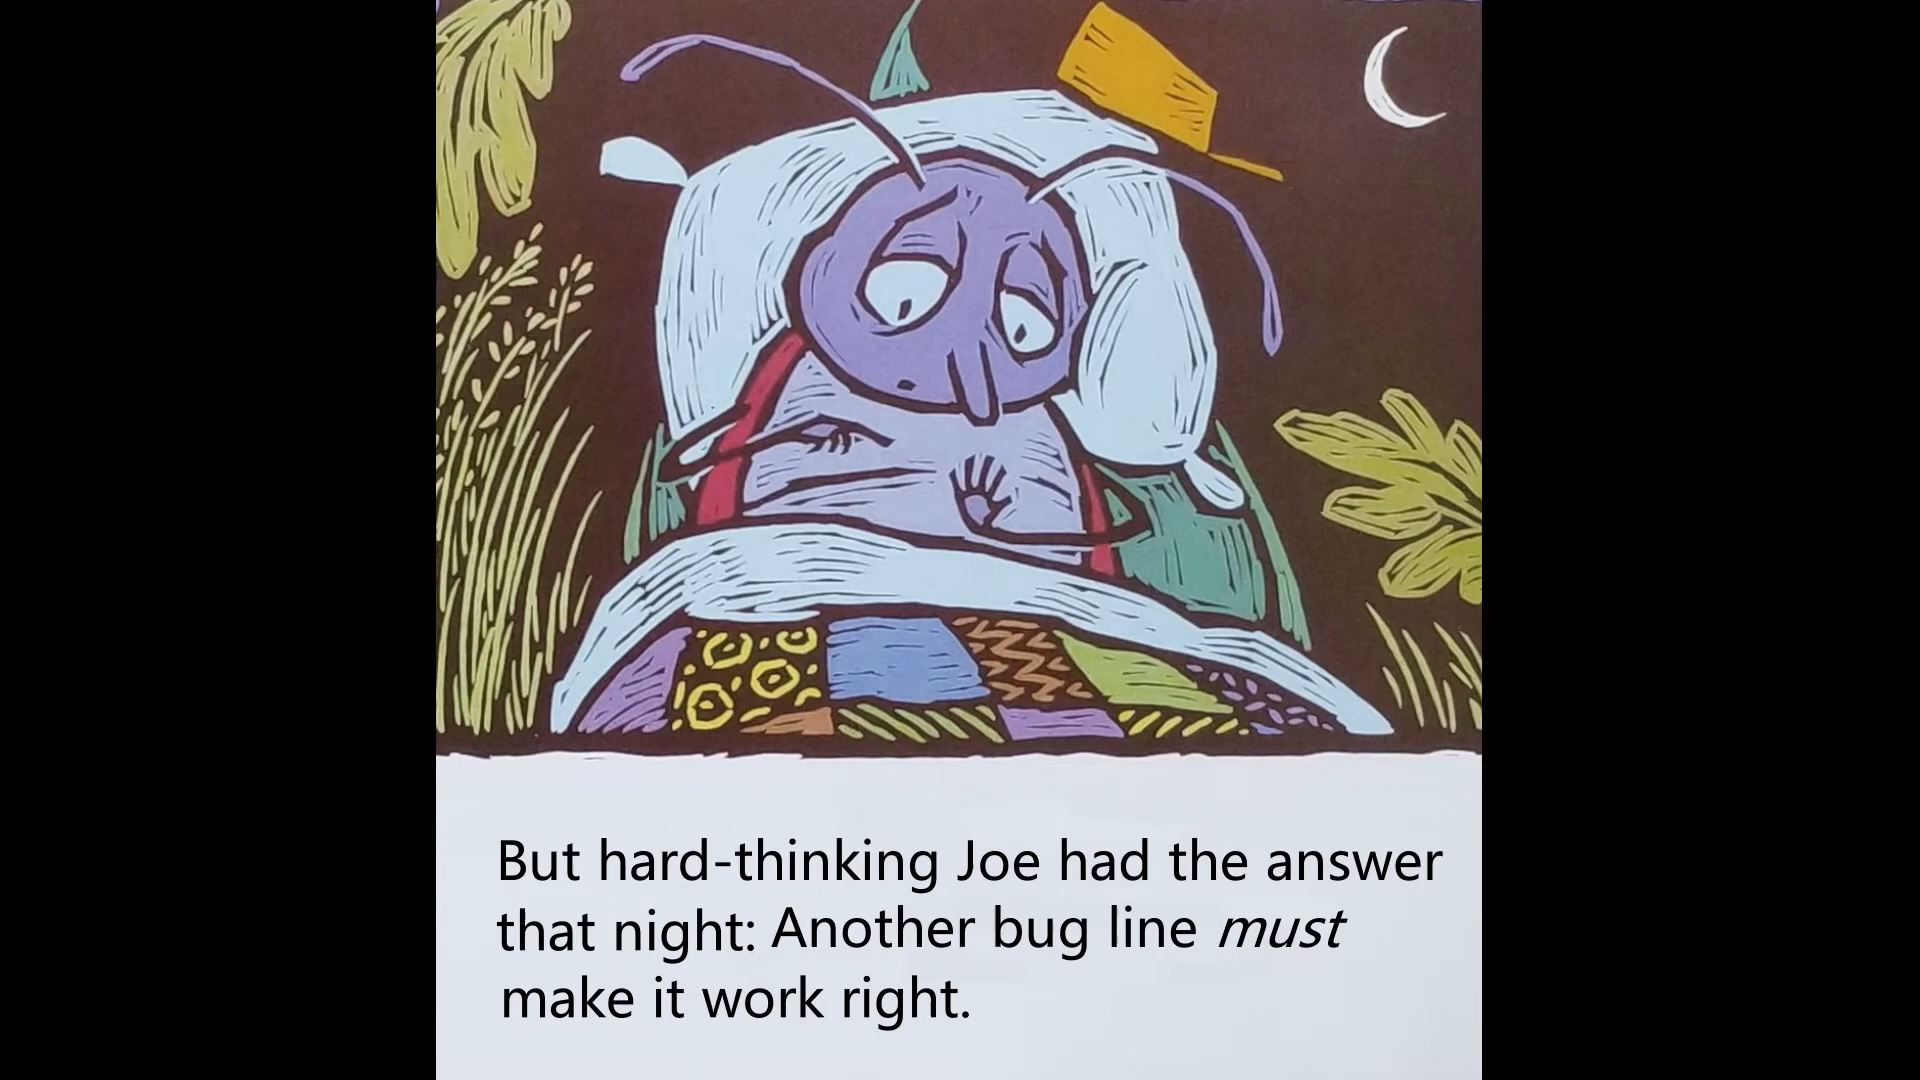 But hard-thinking Joe had the answer
that night: Another bug line must
make it work right.